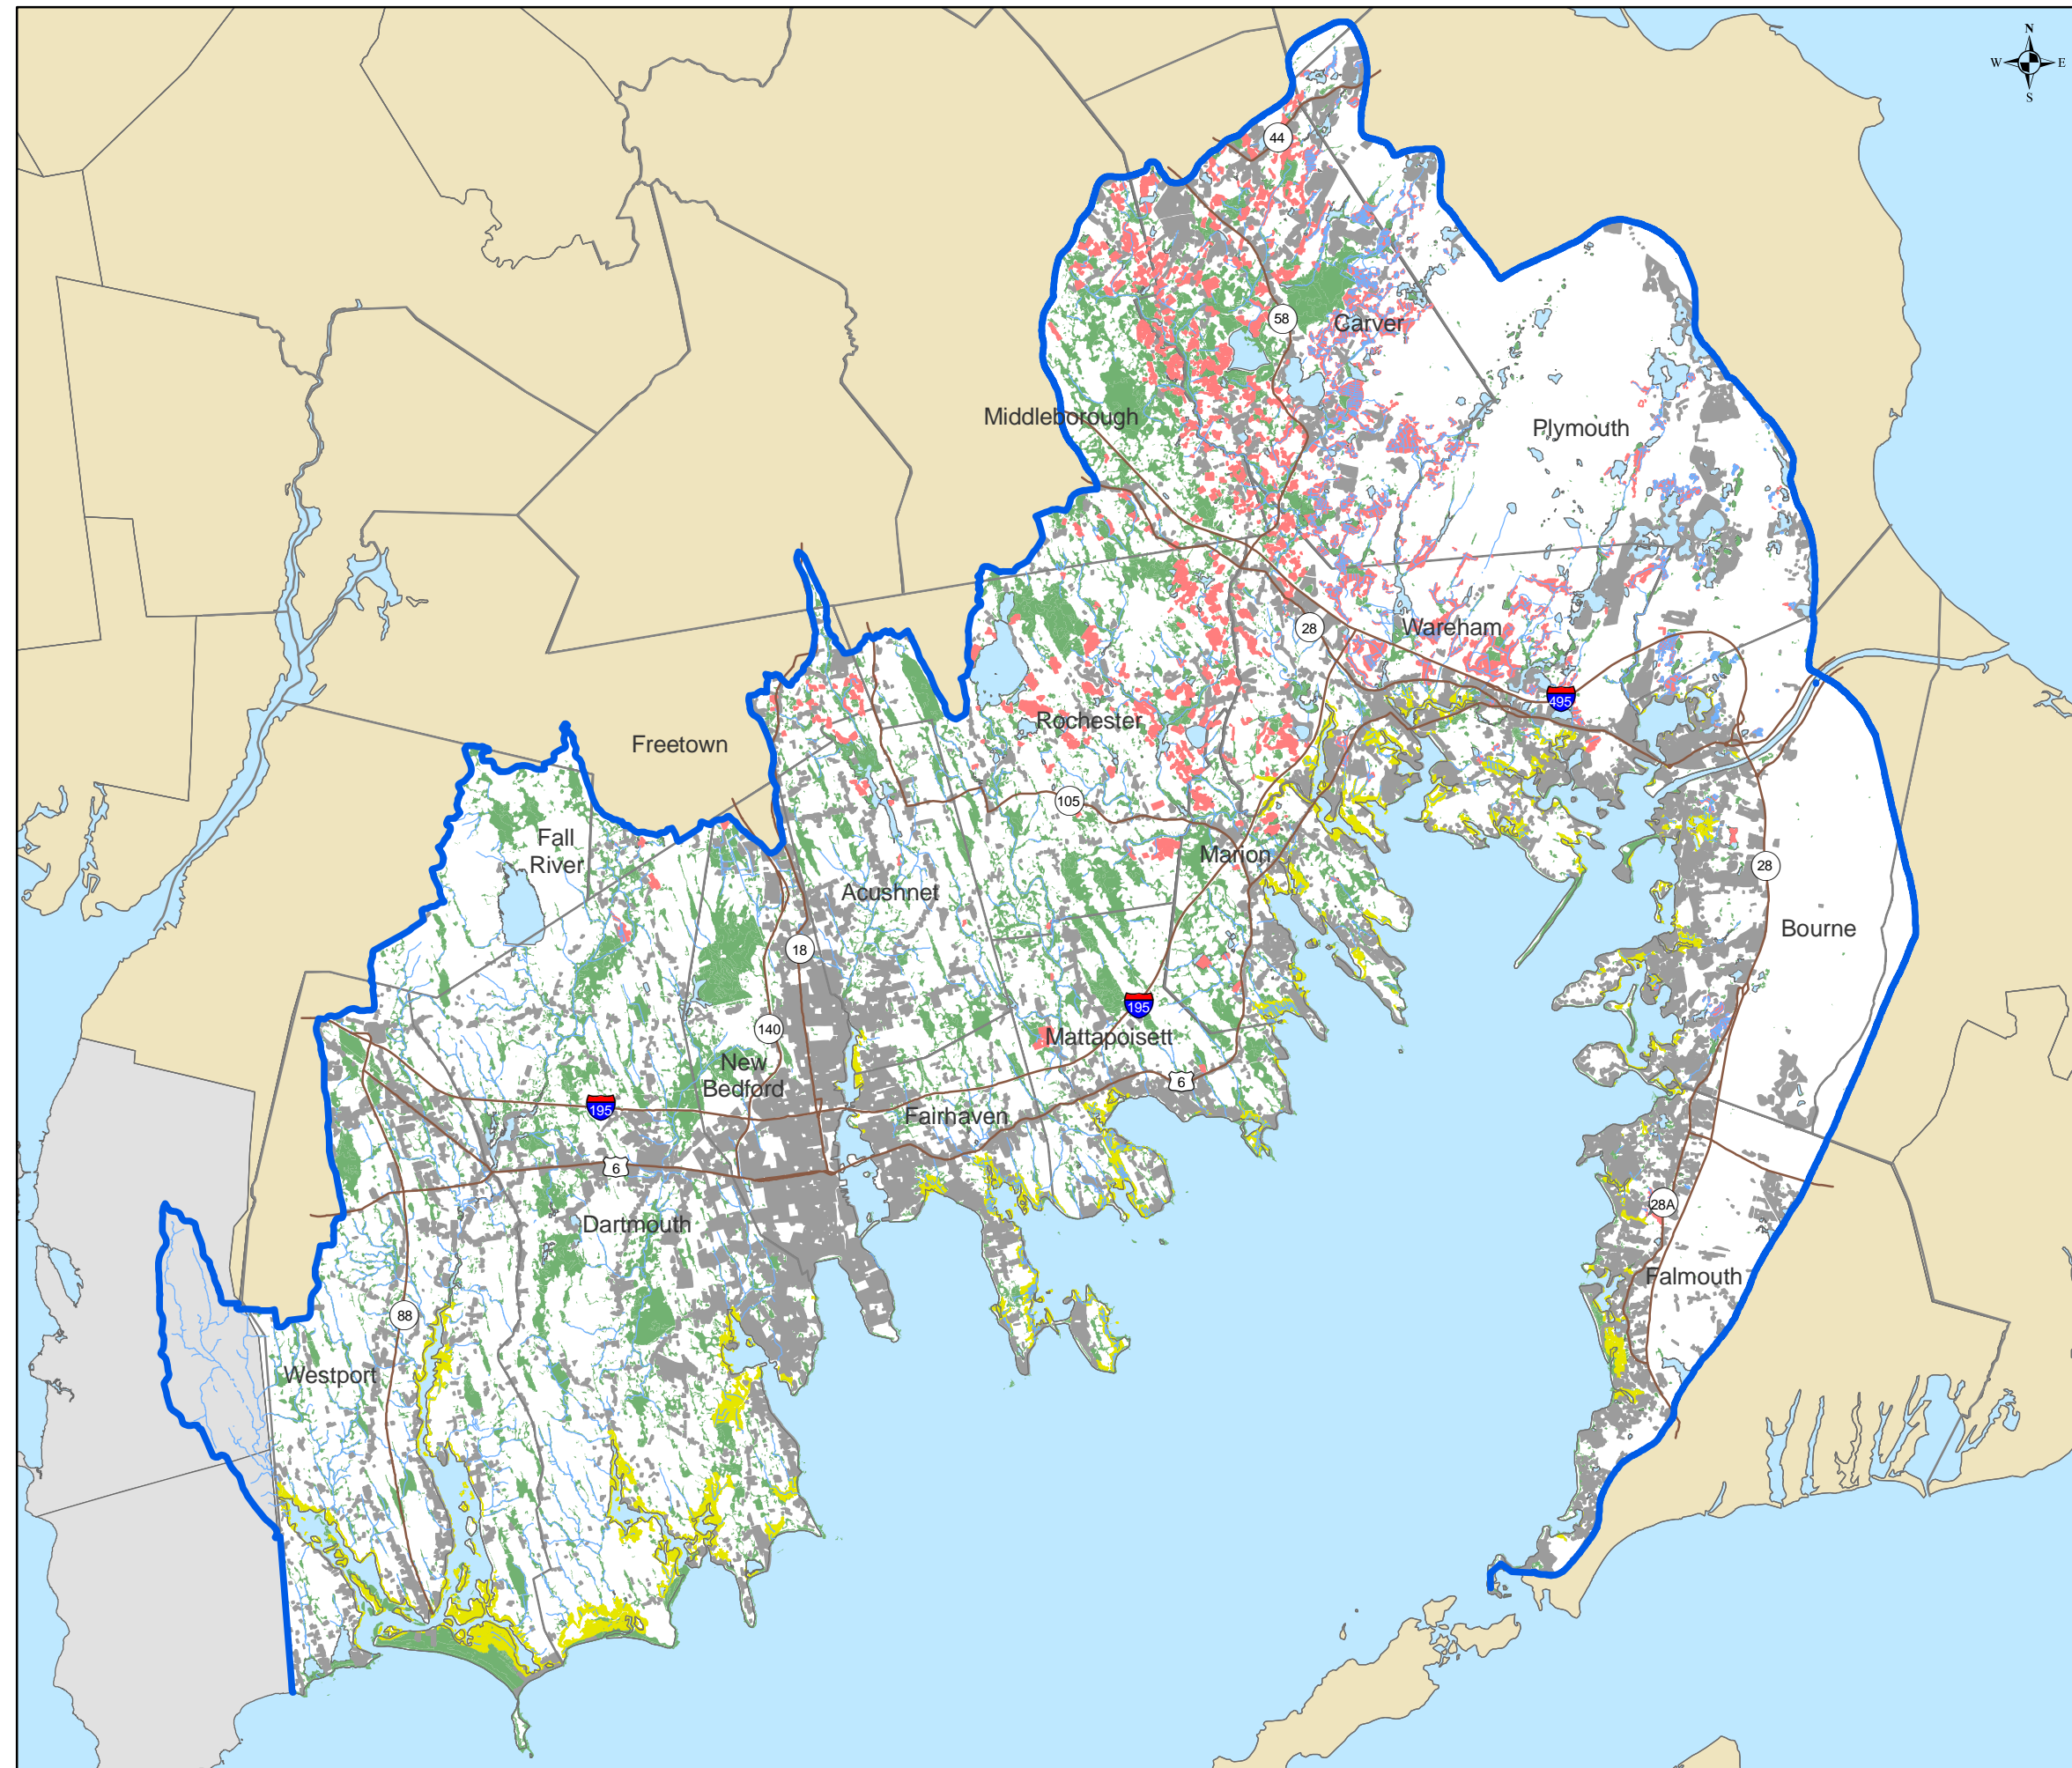 N
W E
S
44
58
Carver
Middleborough
Plymouth
28
Wareham
495
Rochester
Freetown
105
Fall
River
Marion
28
Acushnet
Bourne
18
195
140
Mattapoisett
New
Bedford
6
195
Fairhaven
6
28A
Dartmouth
Falmouth
88
Westport